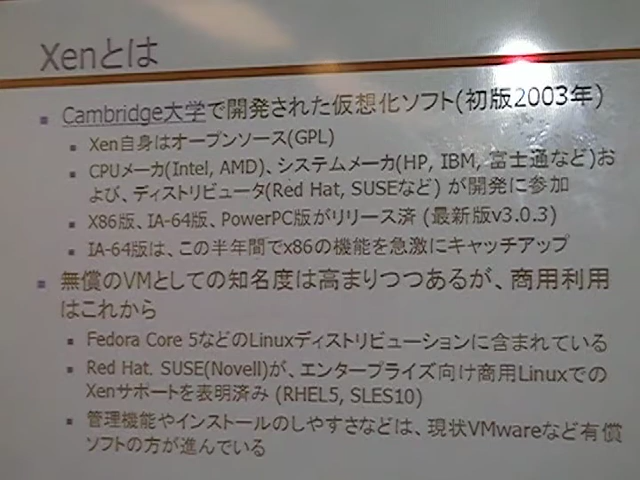 Xenとは
Cambridge大学で開発された仮想化ソフト(初版2003年)
Xen自身はオープンソース(GPL)
CPUメーカ(Intel, AMD)、システムメーカ(HP, IBM, 富士通など)お
よび、ディストリビュータ(Red Hat, SUSEなど) が開発に参加
X86版、IA-64版、PowerPC版がリリース済 (最新版v3.0.3)
IA-64版は、この半年間でx86の機能を急激にキャッチアップ
無償のVMとしての知名度は高まりつつあるが、商用利用
はこれから
Fedora Core 5などのLinuxディストリビューションに含まれている
Red Hat. SUSE(Novell)が、エンタープライズ向け商用Linuxでの
Xenサポートを表明済み (RHEL5, SLES10)
管理機能やインストールのしやすさなどは、現状VMwareなど有償
ソフトの方が進んでいる